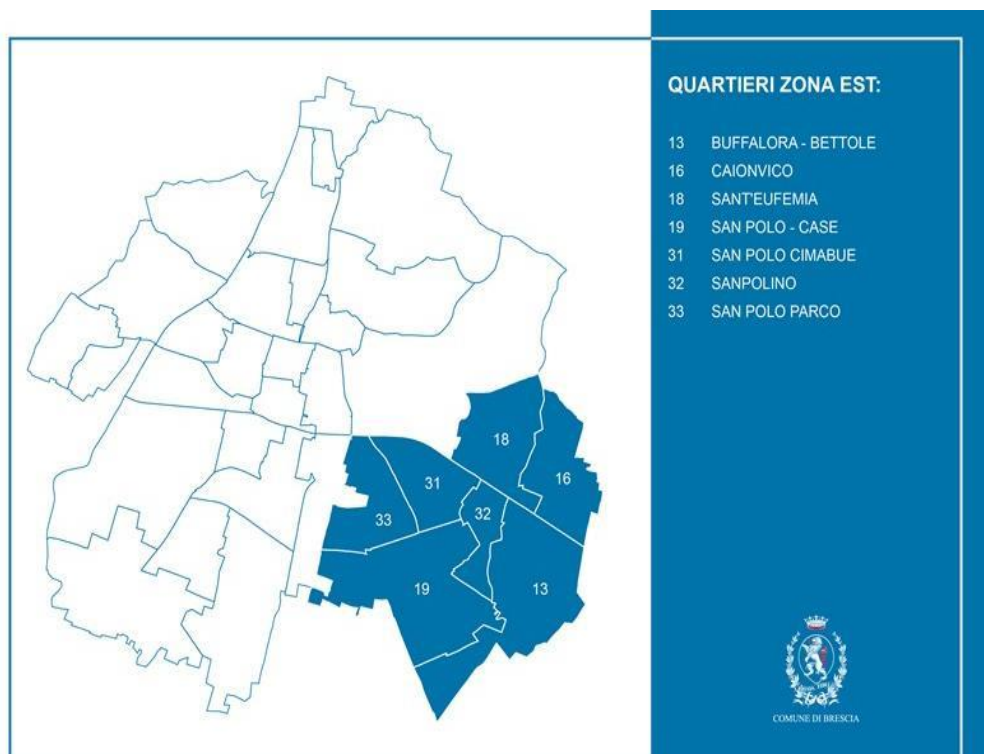 QUARTIERI ZONA EST:
13 BUFFALORA - BETTOLE
16 CAIONVICO
18 SANT'EUFEMIA
19 SAN POLO - CASE
31 SAN POLO CIMABUE
32 SANPOLINO
33 SAN POLO PARCO
18
16
31
32
33
19
13
COMUNE DI BRESCIA